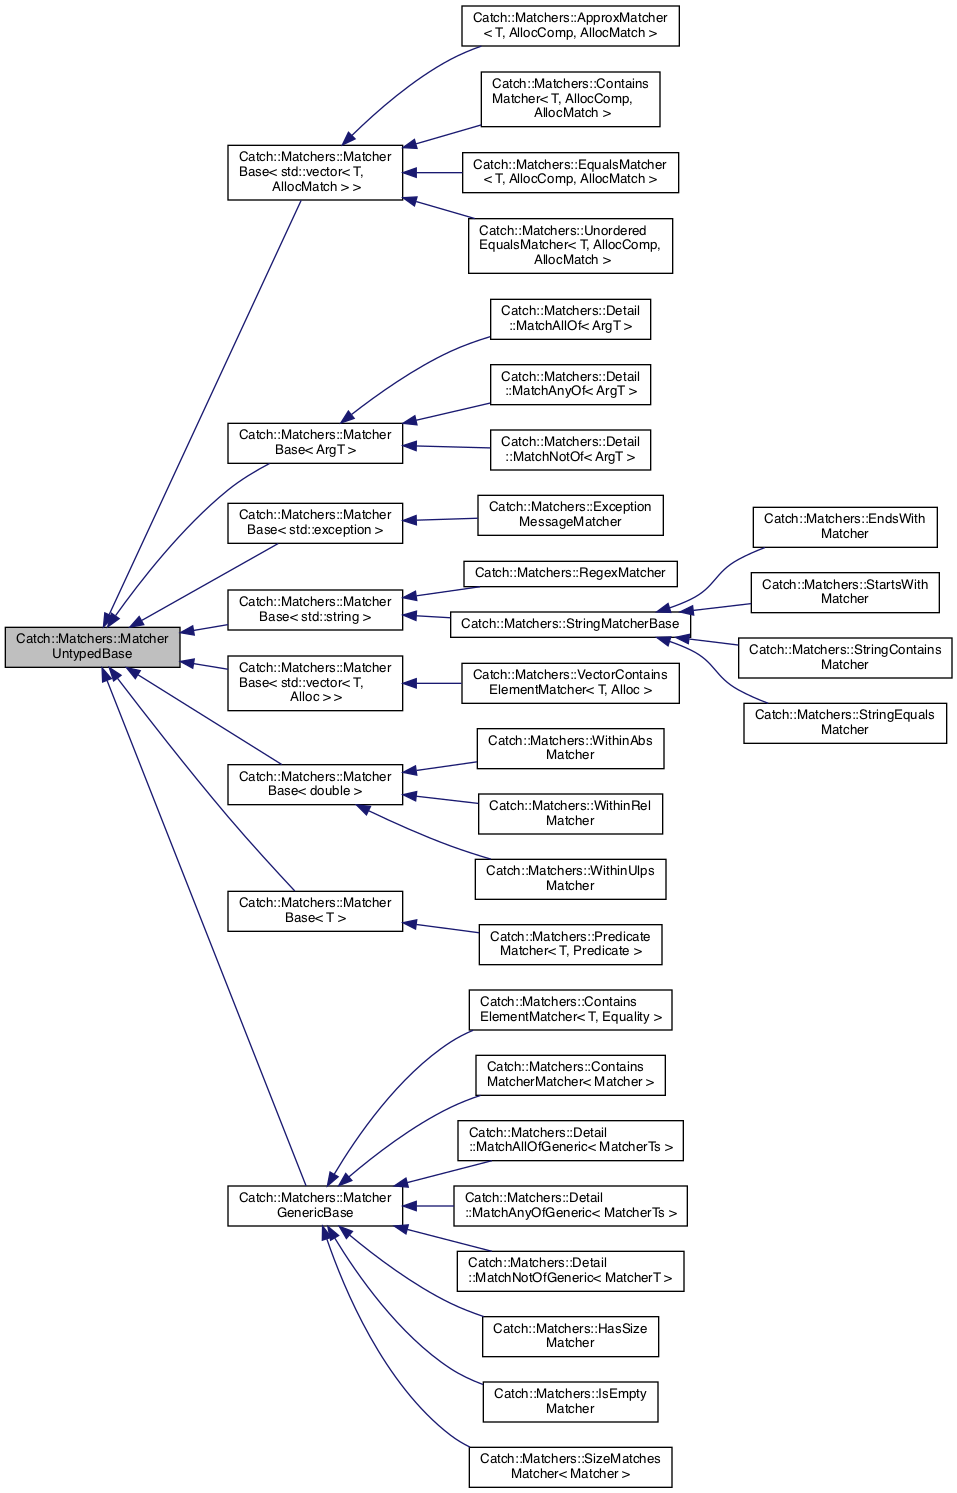 Catch::Matchers::ApproxMatcher
< T, AllocComp, AllocMatch >
Catch::Matchers::Contains
Matcher< T, AllocComp,
AllocMatch >
Catch::Matchers::Matcher
Base< std::vector< T,
AllocMatch > >
Catch::Matchers::EqualsMatcher
< T, AllocComp, AllocMatch >
Catch::Matchers::Unordered
EqualsMatcher< T, AllocComp,
AllocMatch >
Catch::Matchers::Detail
::MatchAllOf< ArgT >
Catch::Matchers::Detail
::MatchAnyOf< ArgT >
Catch::Matchers::Matcher
Base< ArgT >
Catch::Matchers::Detail
::MatchNotOf< ArgT >
Catch::Matchers::Matcher
Base< std::exception >
Catch::Matchers::Exception
MessageMatcher
Catch::Matchers::EndsWith
Matcher
Catch::Matchers::RegexMatcher
Catch::Matchers::StartsWith
Matcher
Catch::Matchers::Matcher
Base< std::string >
Catch::Matchers::StringMatcherBase
Catch::Matchers::Matcher
UntypedBase
Catch::Matchers::StringContains
Matcher
Catch::Matchers::Matcher
Base< std::vector< T,
Alloc >>
Catch::Matchers::VectorContains
ElementMatcher< T, Alloc >
Catch::Matchers::StringEquals
Matcher
Catch::Matchers::WithinAbs
Matcher
Catch::Matchers::Matcher
Base< double >
Catch::Matchers::WithinRel
Matcher
Catch::Matchers::WithinUlps
Matcher
Catch::Matchers::Matcher
Base< T >
Catch::Matchers::Predicate
Matcher< T, Predicate >
Catch::Matchers::Contains
ElementMatcher< T, Equality >
Catch::Matchers::Contains
MatcherMatcher< Matcher >
Catch::Matchers::Detail
::MatchAllOfGeneric< MatcherTs >
Catch::Matchers::Matcher
GenericBase
Catch::Matchers::Detail
::MatchAnyOfGeneric< MatcherTs >
Catch::Matchers::Detail
::MatchNotOfGeneric< MatcherT >
Catch::Matchers::HasSize
Matcher
Catch::Matchers::IsEmpty
Matcher
Catch::Matchers::SizeMatches
Matcher< Matcher >